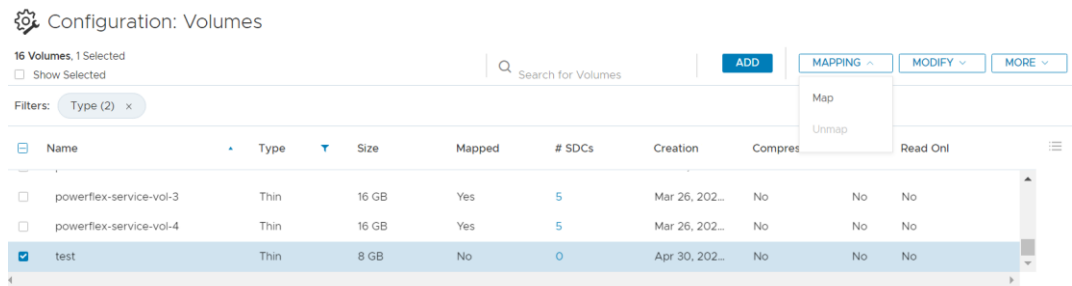 Configuration: Volumes
16 Volumes, 1 Selected
Show Selected
Search for Volumes
ADD
MAPPING
MODIFY
MORE
Map
Unmap
Filters: Type (2) x
Name Type Size Mapped # SDCs Creation Compres Read Onl
powerflex-service-vol-3 Thin 16 GB Yes 5 Mar 26, 202... No No No
powerflex-service-vol-4 Thin 16 GB Yes 5 Mar 26, 202... No No No
test Thin 8 GB No 0 Apr 30, 202... No No No